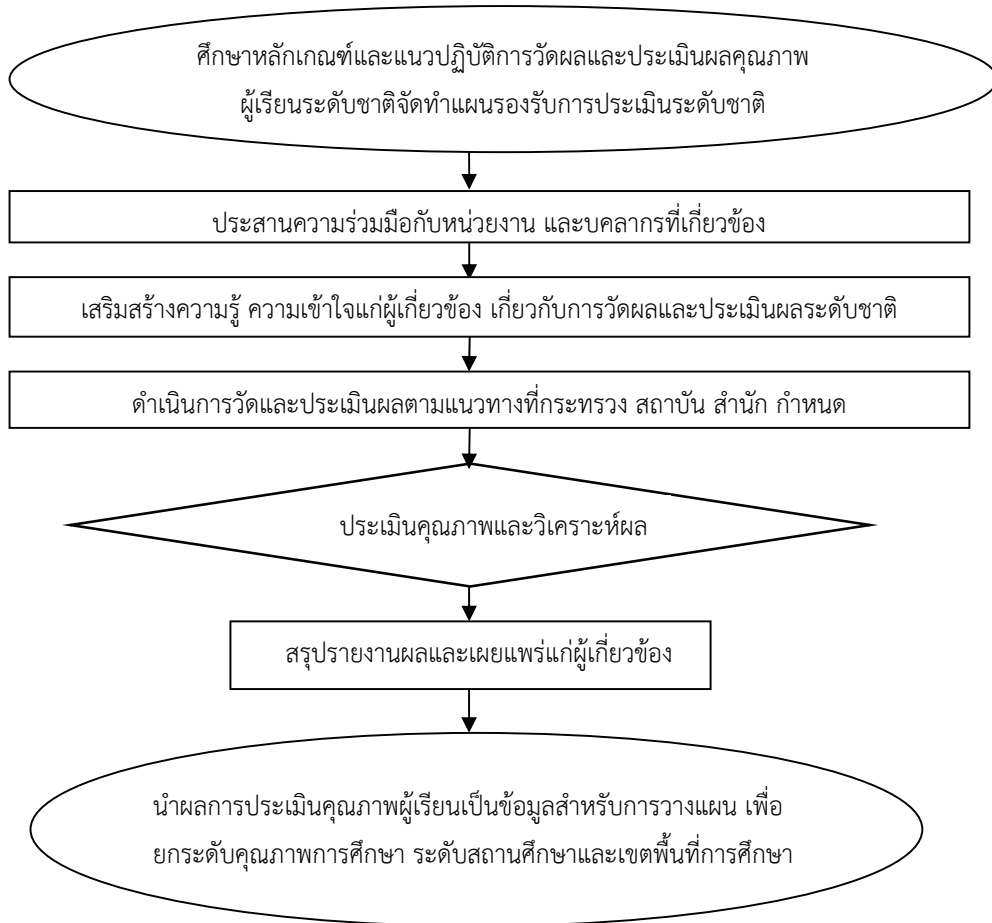 ศึกษาหลักเกณฑ์และแนวปฏิบัติการวัดผลและประเมินผลคุณภาพ
ผู้เรียนระดับชาติจัดทำแผนรองรับการประเมินระดับชาติ
ประสานความร่วมมือกับหน่วยงาน และบคลากรที่เกี่ยวข้อง
เสริมสร้างความรู้ ความเข้าใจแก่ผู้เกี่ยวข้อง เกี่ยวกับการวัดผลและประเมินผลระดับชาติ
ดำเนินการวัดและประเมินผลตามแนวทางที่กระทรวง สถาบัน สำนัก กำหนด
ประเมินคุณภาพและวิเคราะห์ผล
สรุปรายงานผลและเผยแพร่แก่ผู้เกี่ยวข้อง
นำผลการประเมินคุณภาพผู้เรียนเป็นข้อมูลสำหรับการวางแผน เพื่อ
ยกระดับคุณภาพการศึกษา ระดับสถานศึกษาและเขตพื้นที่การศึกษา